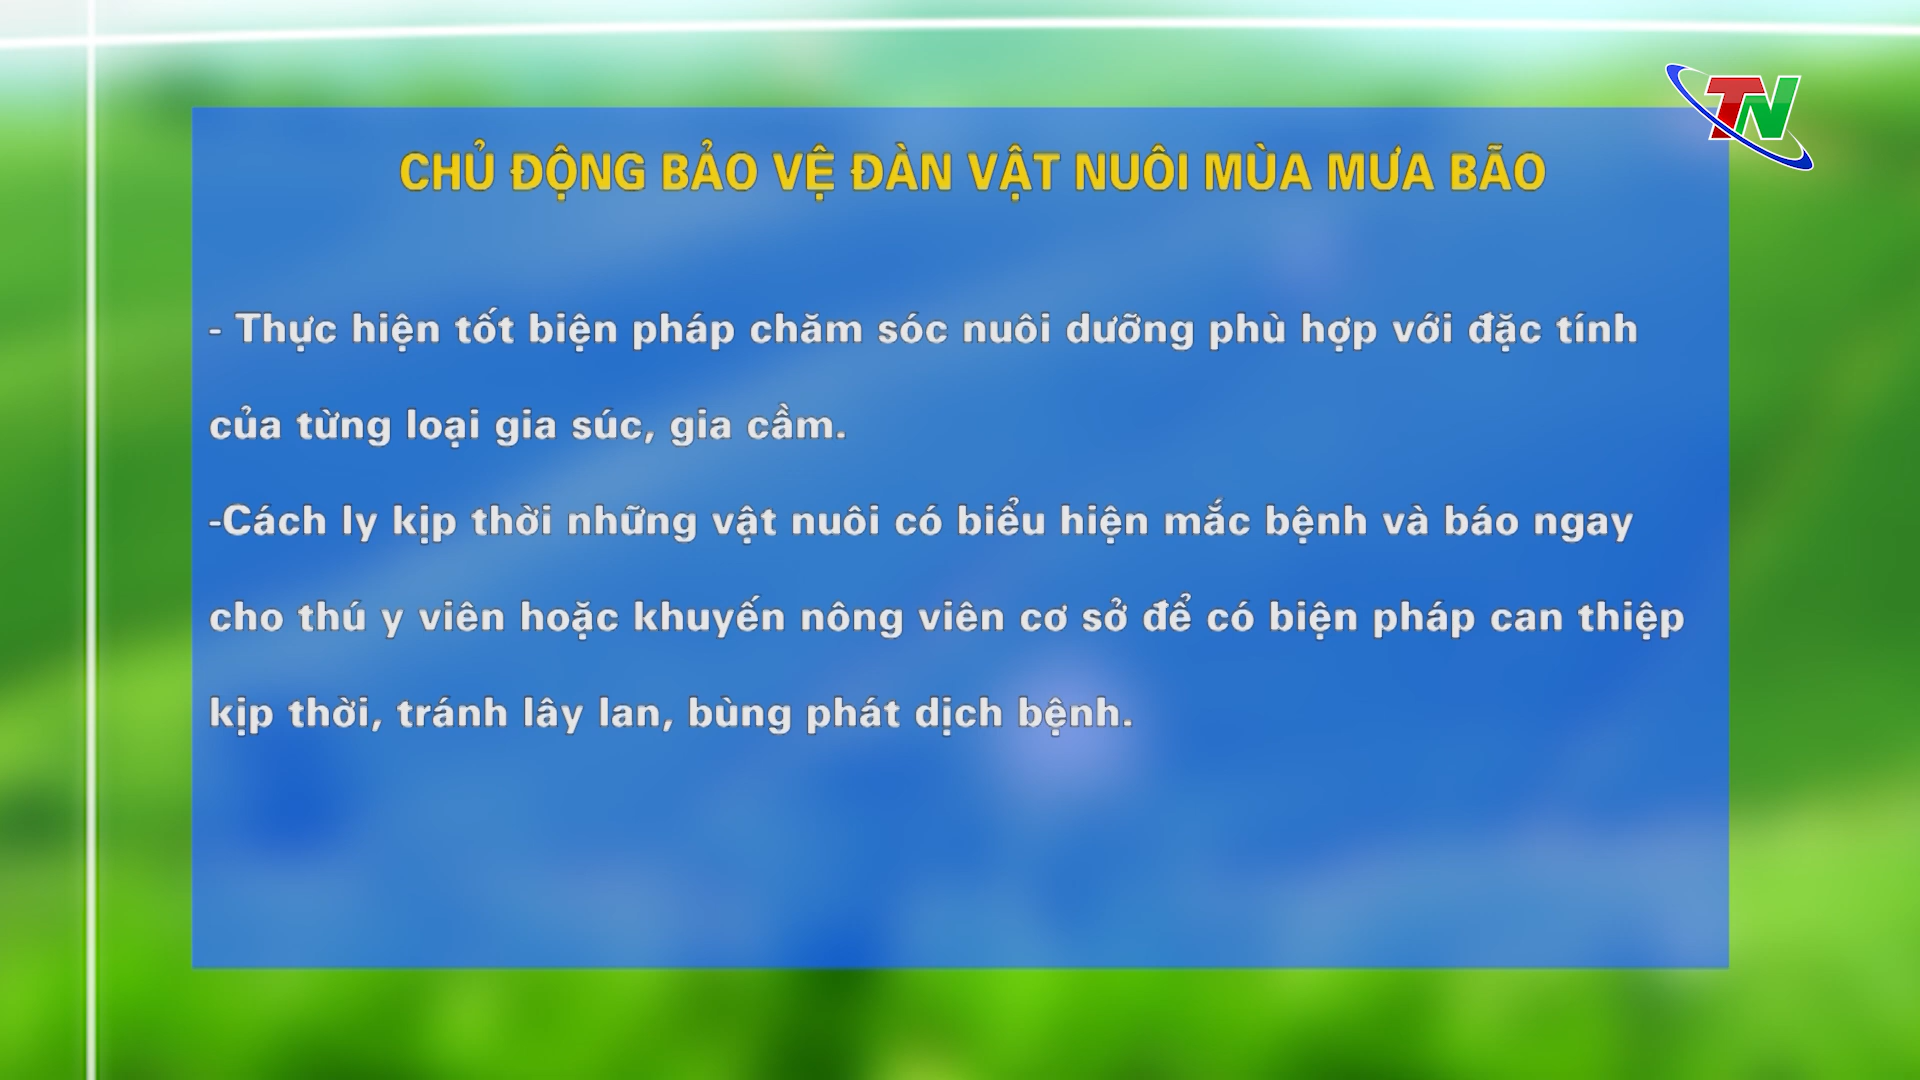 TN
CHỦ ĐỘNG BẢO VỆ ĐÀN VẬT NUÔI MÙA MƯA BÃO
- Thực hiện tốt biện pháp chăm sóc nuôi dưỡng phù hợp với đặc tính
của từng loại gia súc, gia cầm.
-Cách ly kịp thời những vật nuôi có biểu hiện mắc bệnh và báo ngay
cho thú y viên hoặc khuyến nông viên cơ sở để có biện pháp can thiệp
kịp thời, tránh lây lan, bùng phát dịch bệnh.